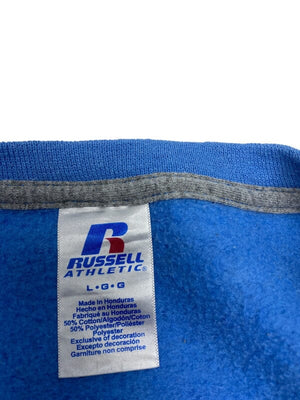 R
RUSSELL
ATHLETIC®
L • G • G
Made in Honduras
Hecho en Honduras
Fabriqué au Honduras
50% Cotton/Algodón/Coton
50% Polyester/Poliéster
Polyester
Exclusive of decoration
Excepto decoración
Garniture non comprise